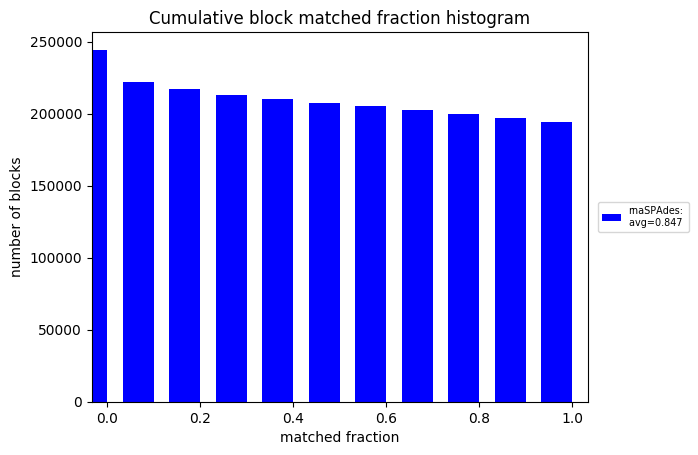 Cumulative block matched fraction histogram
250000
200000
150000
100000
50000
0
number of blocks
0.0 0.2 0.4 0.6 0.8 1.0
matched fraction
rnaSPAdes:
avg=0.847